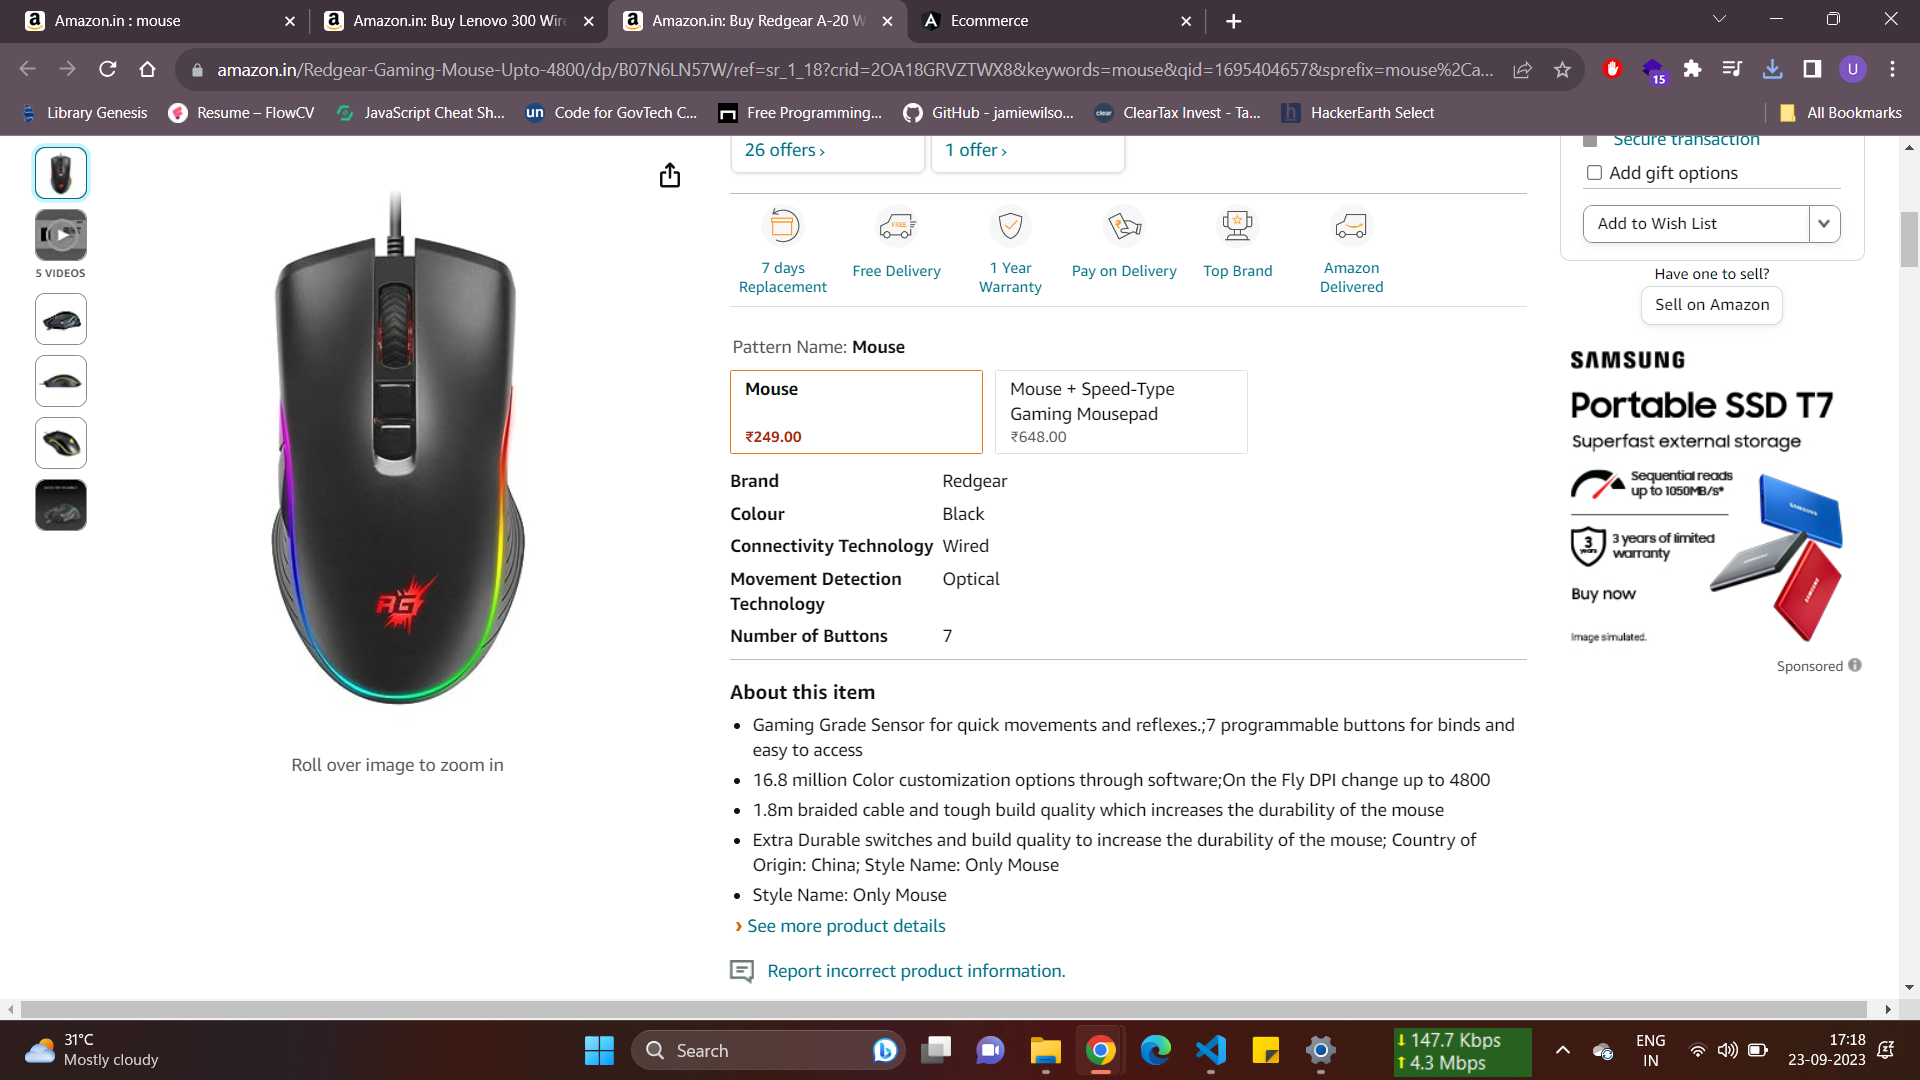 Amazon.in : mouse
Amazon.in: Buy Lenovo 300 Wire
Amazon.in: Buy Redgear A-20 W
Ecommerce
amazon.in/Redgear-Gaming-Mouse-Upto-4800/dp/B07N6LN57W/ref=sr_1_18?crid=2OA18GRVZTWX8&keywords=mouse&qid=1695404657&sprefix=mouse%2Ca...
15
U
Library Genesis
Resume – FlowCV
JavaScript Cheat Sh...
un Code for GovTech C...
Free Programming...
GitHub - jamiewilso...
clear ClearTax Invest - Ta...
h HackerEarth Select
All Bookmarks
5 VIDEOS
RG
Roll over image to zoom in
26 offers ›
1 offer ›
7 days
Replacement
FREE
Free Delivery
1 Year
Warranty
Pay on Delivery
Top Brand
Amazon
Delivered
Pattern Name: Mouse
Mouse
₹249.00
Mouse + Speed-Type
Gaming Mousepad
₹648.00
Brand Redgear
Colour Black
Connectivity Technology Wired
Movement Detection Optical
Technology
Number of Buttons 7
About this item
• Gaming Grade Sensor for quick movements and reflexes.;7 programmable buttons for binds and
easy to access
• 16.8 million Color customization options through software;On the Fly DPI change up to 4800
• 1.8m braided cable and tough build quality which increases the durability of the mouse
• Extra Durable switches and build quality to increase the durability of the mouse; Country of
Origin: China; Style Name: Only Mouse
• Style Name: Only Mouse
› See more product details
Report incorrect product information.
Secure transaction
Add gift options
Add to Wish List
Have one to sell?
Sell on Amazon
SAMSUNG
Portable SSD T7
Superfast external storage
Sequential reads
up to 1050MB/s*
3 years
3 years of limited
warranty
Buy now
Image simulated.
SAMSUNG
SAMSUNG
SAMSUNG
Sponsored
31°C
Mostly cloudy
Search
147.7 Kbps
4.3 Mbps
ENG
IN
17:18
23-09-2023